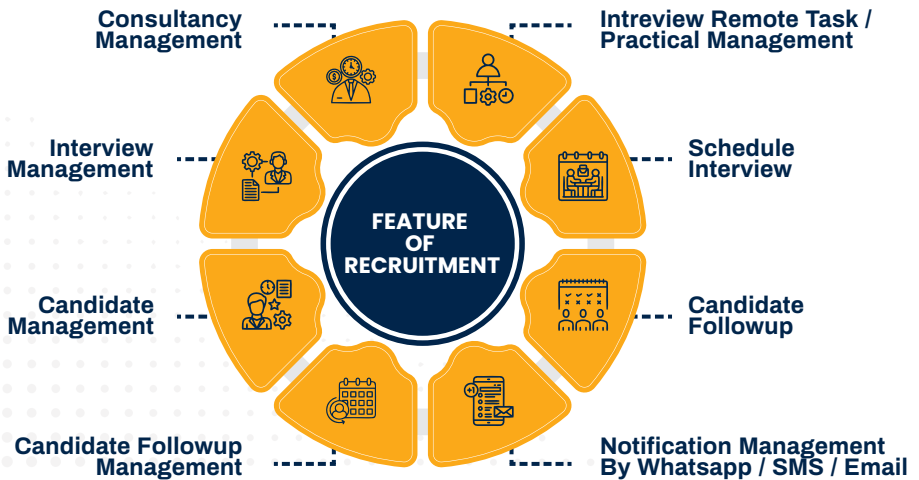 Consultancy
Management
Intreview Remote Task /
Practical Management
Interview
Management
Schedule
Interview
FEATURE
OF
RECRUITMENT
Candidate
Management
Candidate
Followup
Candidate Followup
Management
Notification Management
By Whatsapp / SMS / Email